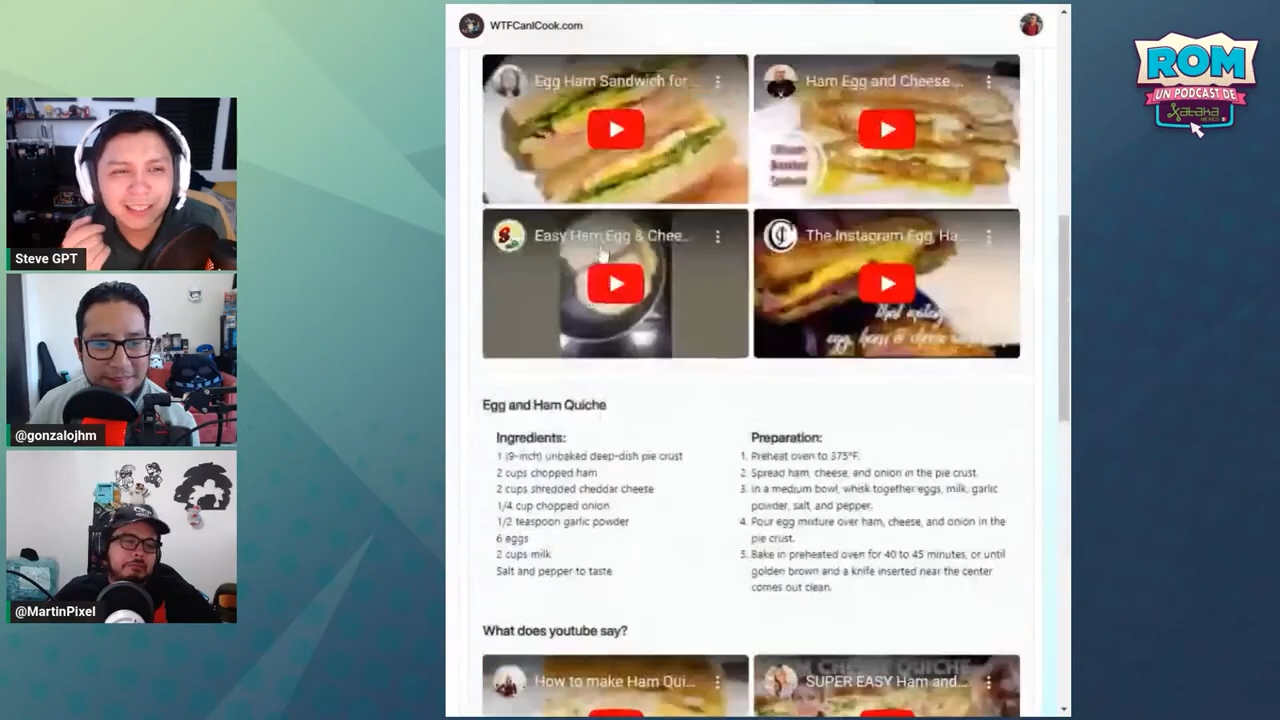 WTFCanICook.com
ROM
UN PODCAST DE
xataka
MÉXICO
Egg Ham Sandwich for...
Ham Egg and Cheese ...
Easy Ham Egg & Chee...
The Instagram Egg, Ha...
Steve GPT
@gonzalojhm
@MartinPixel
Egg and Ham Quiche
Ingredients:
1 (9-inch) unbaked deep-dish pie crust
2 cups chopped ham
2 cups shredded cheddar cheese
1/4 cup chopped onion
1/2 teaspoon garlic powder
6 eggs
2 cups milk
Salt and pepper to taste
Preparation:
1. Preheat oven to 375°F.
2. Spread ham, cheese, and onion in the pie crust.
3. In a medium bowl, whisk together eggs, milk, garlic
powder, salt, and pepper.
4. Pour egg mixture over ham, cheese, and onion in the
pie crust.
5. Bake in preheated oven for 40 to 45 minutes, or until
golden brown and a knife inserted near the center
comes out clean.
What does youtube say?
How to make Ham Qui...
SUPER EASY Ham and...